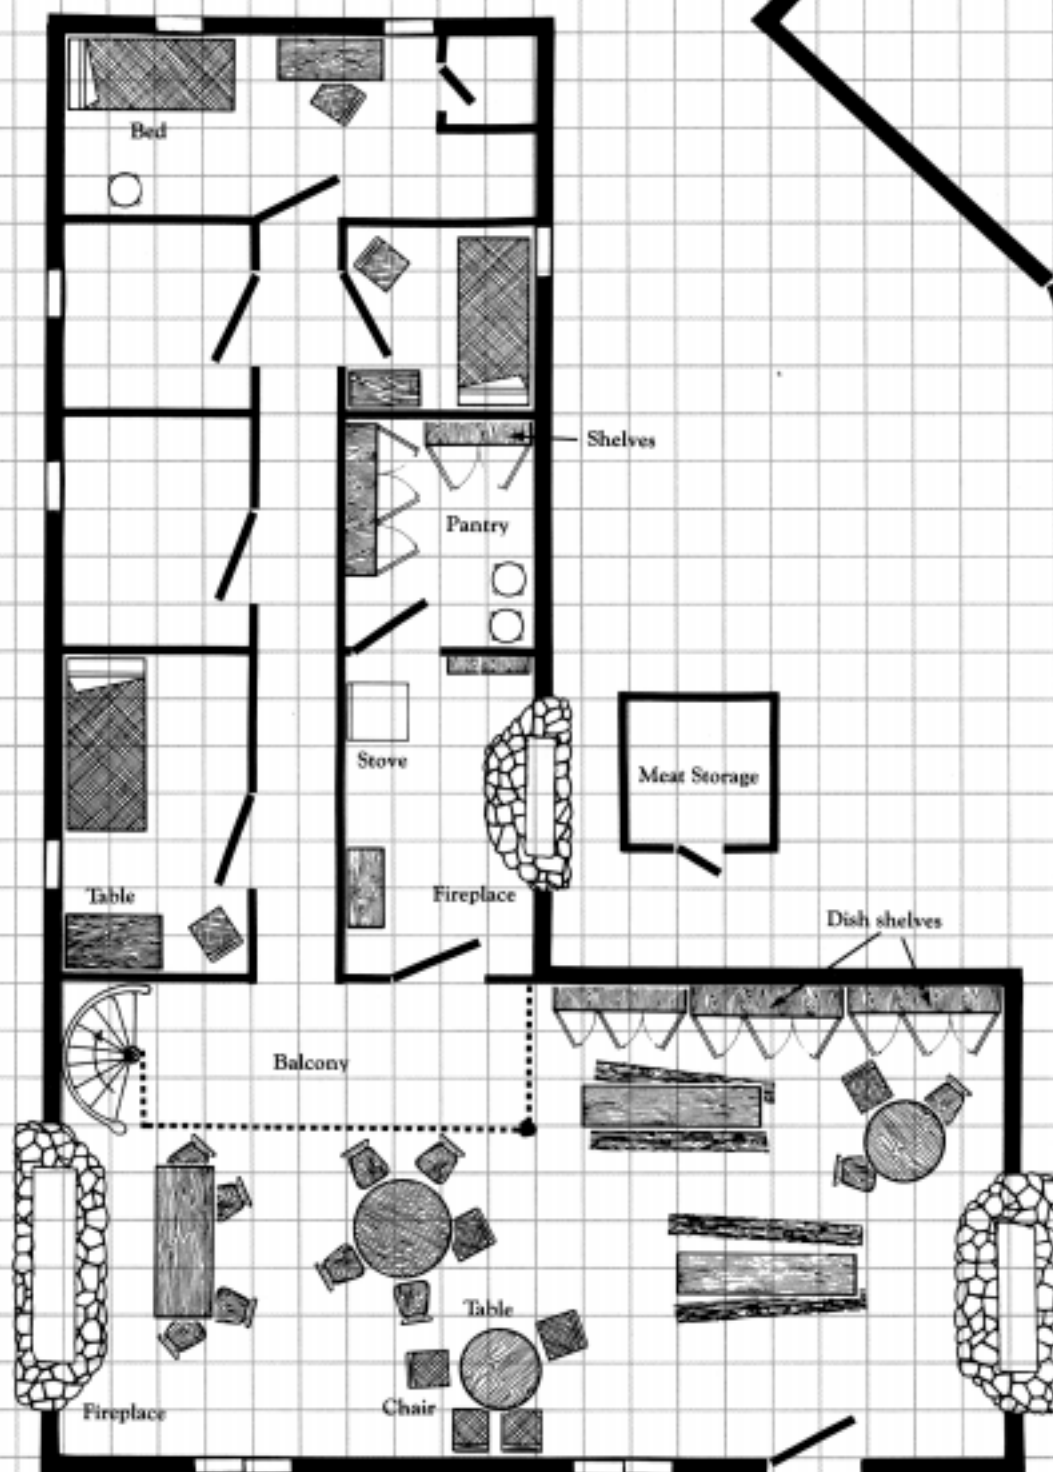 Bed
Shelves
Pantry
Stove
Meat Storage
Table
Fireplace
Dish shelves
Balcony
Table
Chair
Fireplace